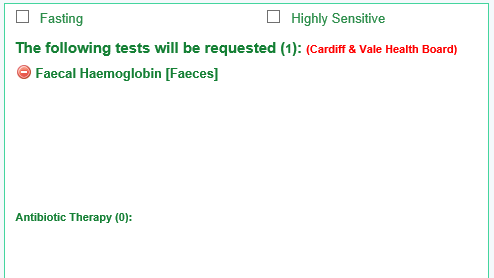 Fasting Highly Sensitive
The following tests will be requested (1): (Cardiff & Vale Health Board)
Faecal Haemoglobin [Faeces]
Antibiotic Therapy (0):